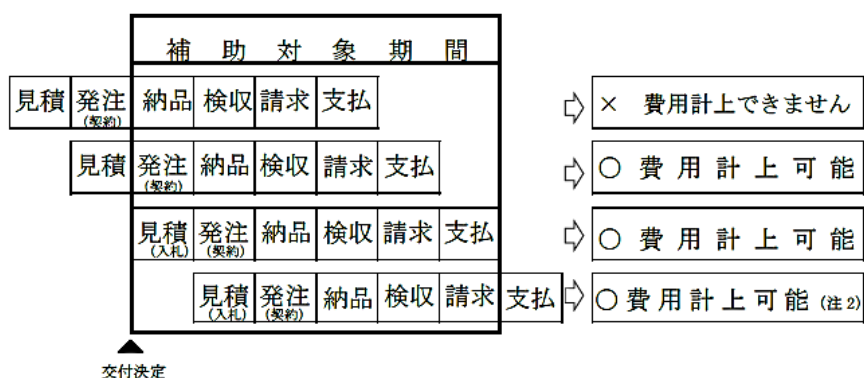 補助対象期間
見積 発注(契約) 納品 検収 請求 支払 ⇨ × 費用計上できません
見積 発注(契約) 納品 検収 請求 支払 ⇨ ○費用計上可能
見積(入札) 発注(契約) 納品 検収 請求 支払 ⇨ ○費用計上可能
見積(入札) 発注(契約) 納品 検収 請求 支払 ⇨ ○費用計上可能(注2)
交付決定